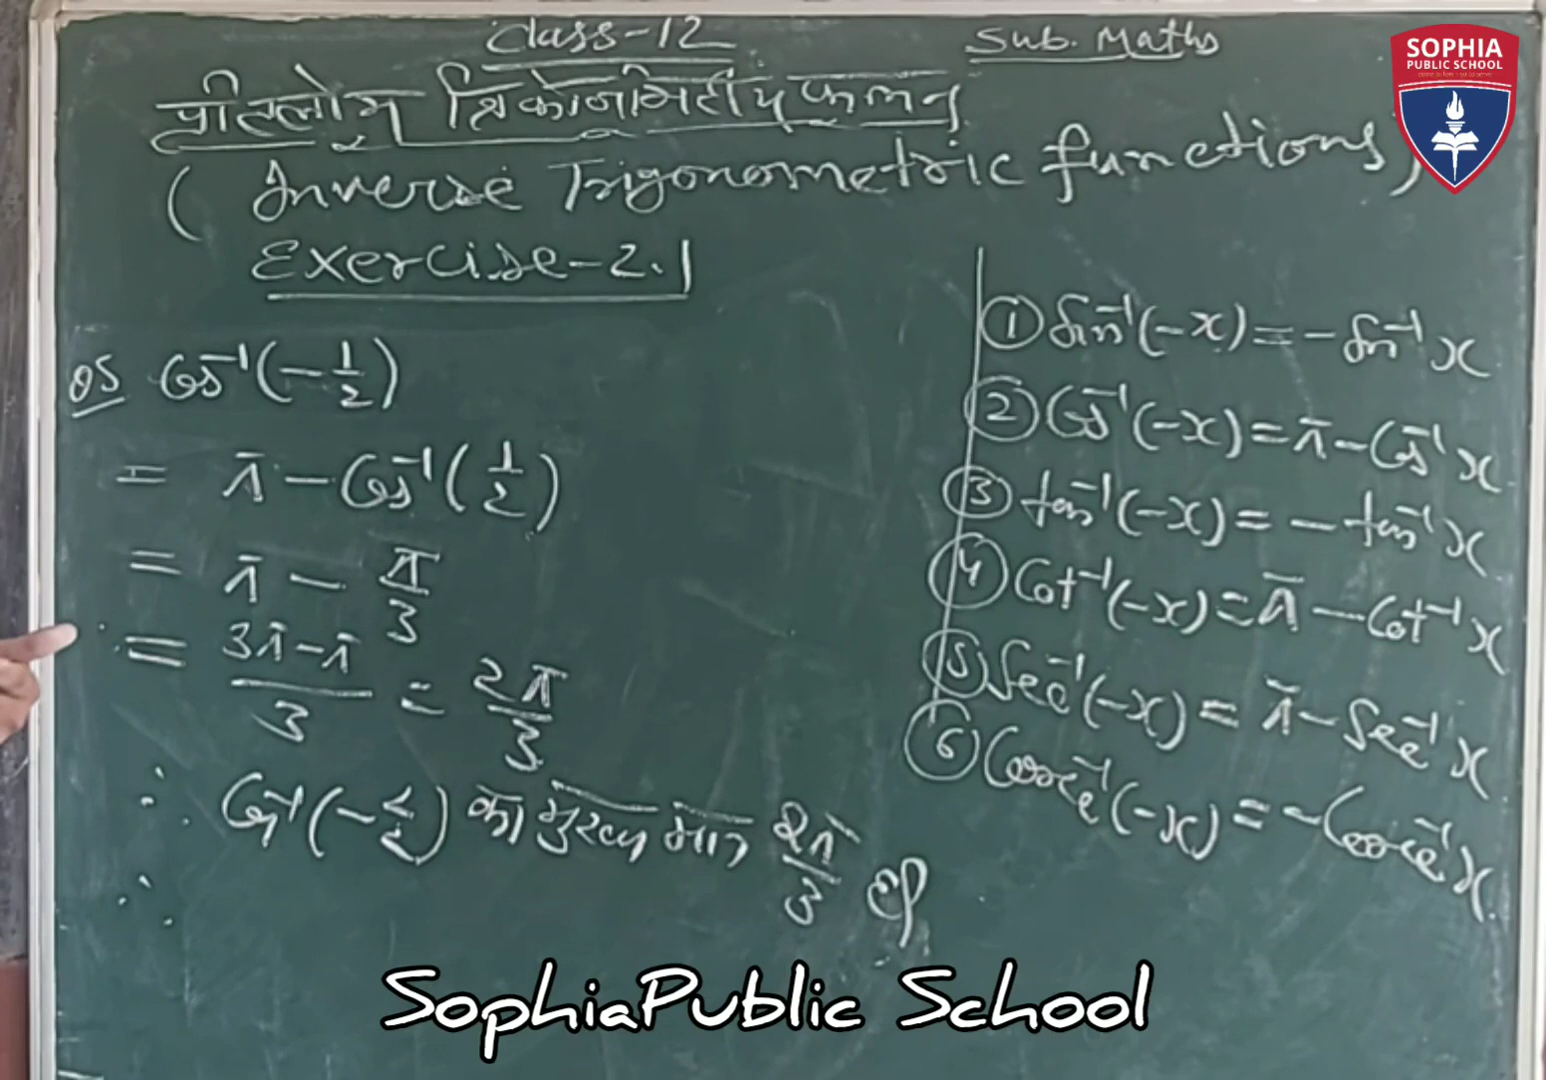 Class-12
Sub. Maths
SOPHIA
PUBLIC SCHOOL
प्रतिलोम त्रिकोणमितीय फलन
( Inverse Trigonometric functions)
Exercise-2.1
Q5 Cos⁻¹(-1/2)
= π - Cos⁻¹(1/2)
= π - π/3
= 3π-π/3 = 2π/3
∴ Cos⁻¹(-1/2) का मुख्य मान 2π/3 है
∴
① Sin⁻¹(-x) = - Sin⁻¹x
② Cos⁻¹(-x) = π - Cos⁻¹x
③ tan⁻¹(-x) = - tan⁻¹x
④ Cot⁻¹(-x) = π - Cot⁻¹x
⑤ Sec⁻¹(-x) = π - Sec⁻¹x
⑥ Cosec⁻¹(-x) = - Cosec⁻¹x
SophiaPublic School